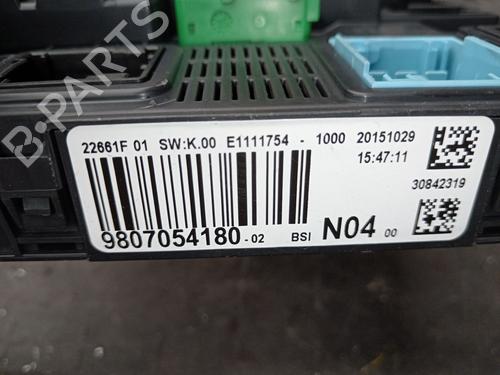 22661F 01 SW:K.00 E1111754 - 1000 20151029
15:47:11
30842319
9807054180-02 BSI N04 00
B-PARTS